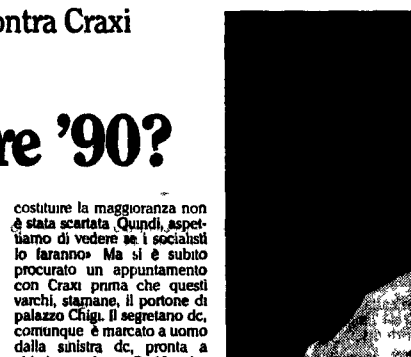 ontra Craxi
re '90?
costituire la maggioranza non
è stata scartata Quindi, aspet-
tiamo di vedere se i socialisti
lo faranno» Ma si è subito
procurato un appuntamento
con Craxi prima che questi
varchi, stamane, il portone di
palazzo Chigi. Il segretario dc,
comunque è marcato a uomo
dalla sinistra dc, pronta a